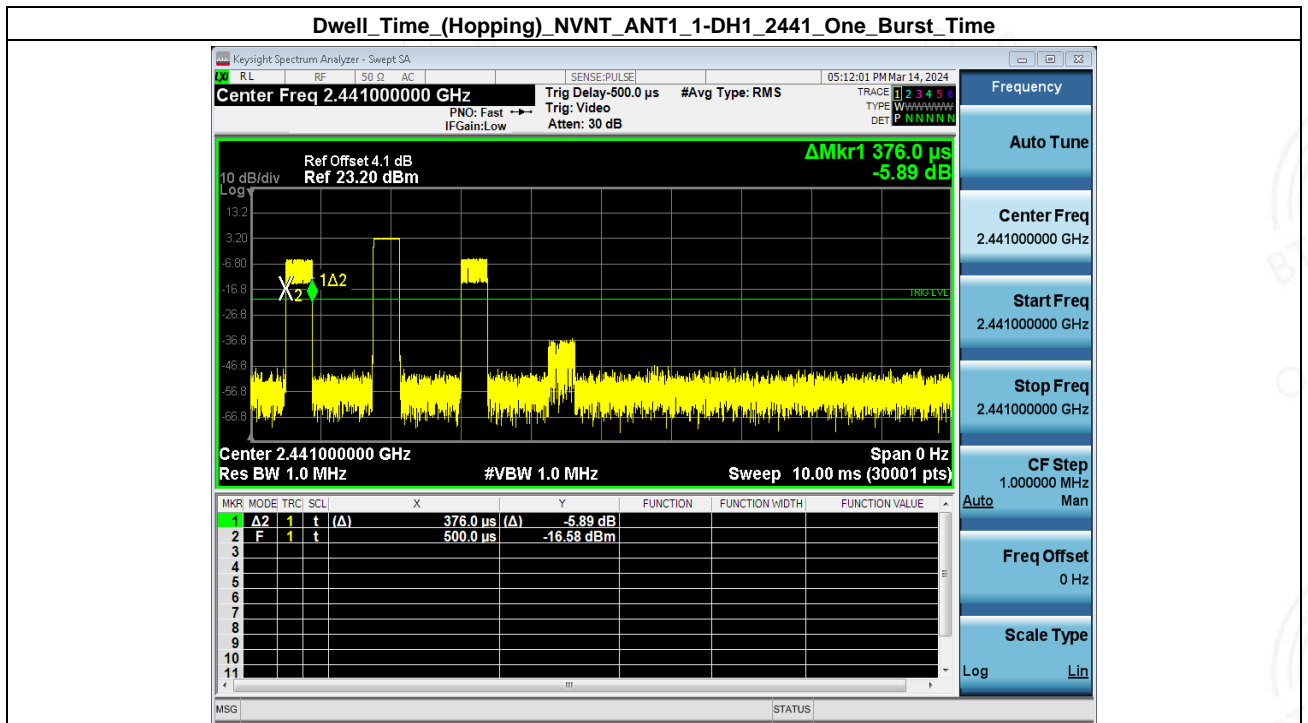 Dwell_Time_(Hopping)_NVNT_ANT1_1-DH1_2441_One_Burst_Time
Keysight Spectrum Analyzer - Swept SA
LXI RL RF 50 Ω AC SENSE:PULSE 05:12:01 PM Mar 14, 2024
Center Freq 2.441000000 GHz
PNO: Fast
IFGain:Low
Trig Delay-500.0 µs
Trig: Video
Atten: 30 dB
#Avg Type: RMS
TRACE 1 2 3 4 5 6
TYPE WWWWWW
DET P NNNNN
ΔMkr1 376.0 µs
-5.89 dB
Ref Offset 4.1 dB
10 dB/div Ref 23.20 dBm
Log
13.2
3.20
-6.80
-16.8
-26.8
-36.8
-46.8
-56.8
-66.8
X2
1Δ2
TRIG LVL
Center 2.441000000 GHz Span 0 Hz
Res BW 1.0 MHz #VBW 1.0 MHz Sweep 10.00 ms (30001 pts)
MKR MODE TRC SCL X Y FUNCTION FUNCTION WIDTH FUNCTION VALUE
1 Δ2 1 t (Δ) 376.0 µs (Δ) -5.89 dB
2 F 1 t 500.0 µs -16.58 dBm
3
4
5
6
7
8
9
10
11
MSG STATUS
Frequency
Auto Tune
Center Freq
2.441000000 GHz
Start Freq
2.441000000 GHz
Stop Freq
2.441000000 GHz
CF Step
1.000000 MHz
Auto Man
Freq Offset
0 Hz
Scale Type
Log Lin